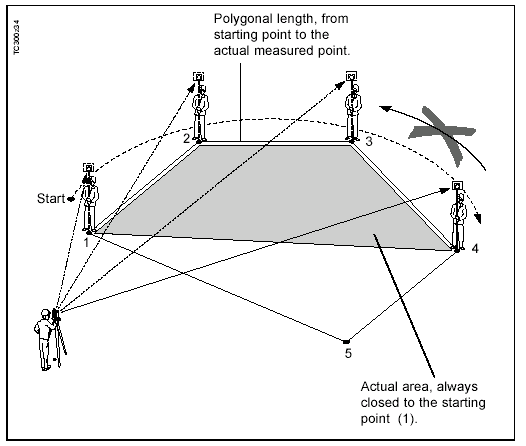 TC300z34
Polygonal length, from
starting point to the
actual measured point.
2
3
Start
1
4
5
Actual area, always
closed to the starting
point (1).